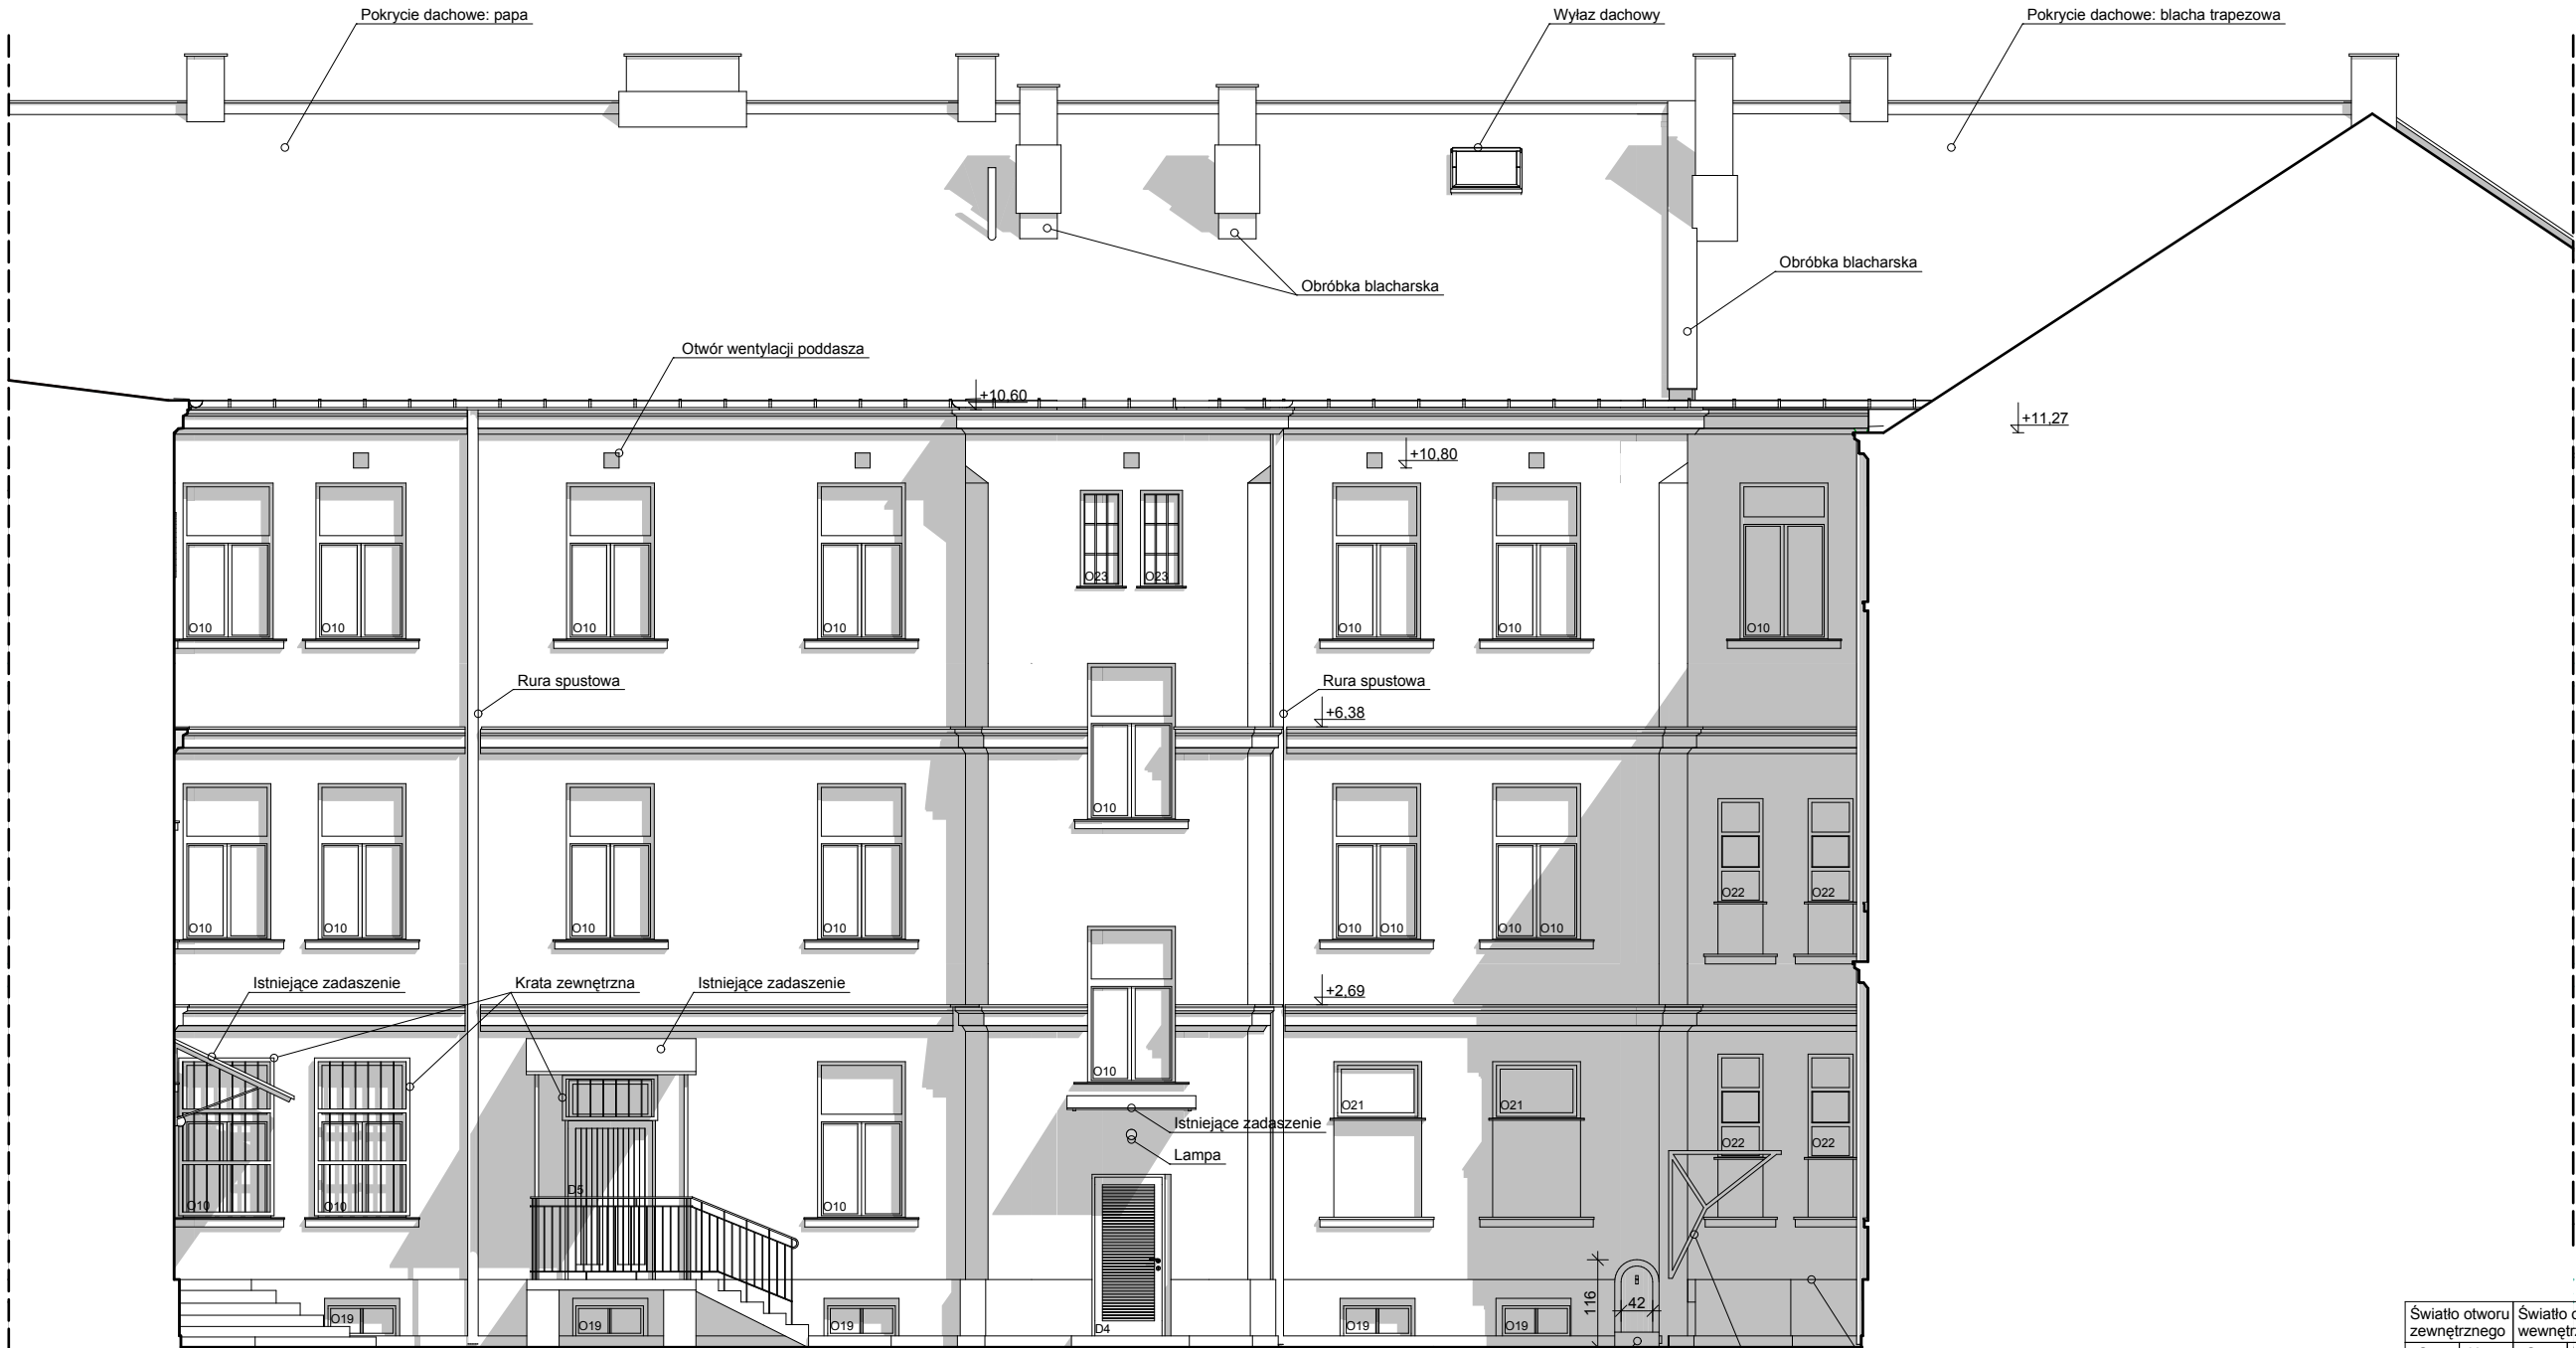 Pokrycie dachowe: papa
Wyłaz dachowy
Pokrycie dachowe: blacha trapezowa
Obróbka blacharska
Obróbka blacharska
Otwór wentylacji poddasza
+10,60
+11,27
+10,80
O23 O23
O10 O10 O10 O10 O10 O10 O10
Rura spustowa
Rura spustowa
+6,38
O10
O22 O22
O10 O10 O10 O10 O10 O10 O10 O10
Istniejące zadaszenie
Krata zewnętrzna
Istniejące zadaszenie
+2,69
O10
O21 O21
Istniejące zadaszenie
O22 O22
Lampa
D5
O10 O10 O10
116
42
O19 O19 O19 D4 O19 O19
Światło otworu
zewnętrznego
Światło